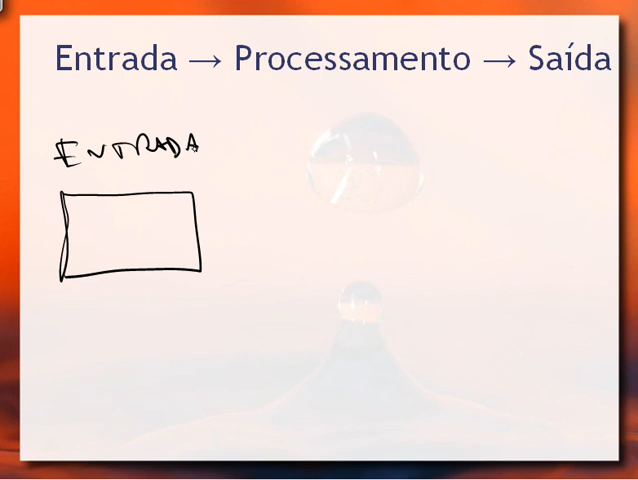 Entrada → Processamento → Saída
ENTRADA